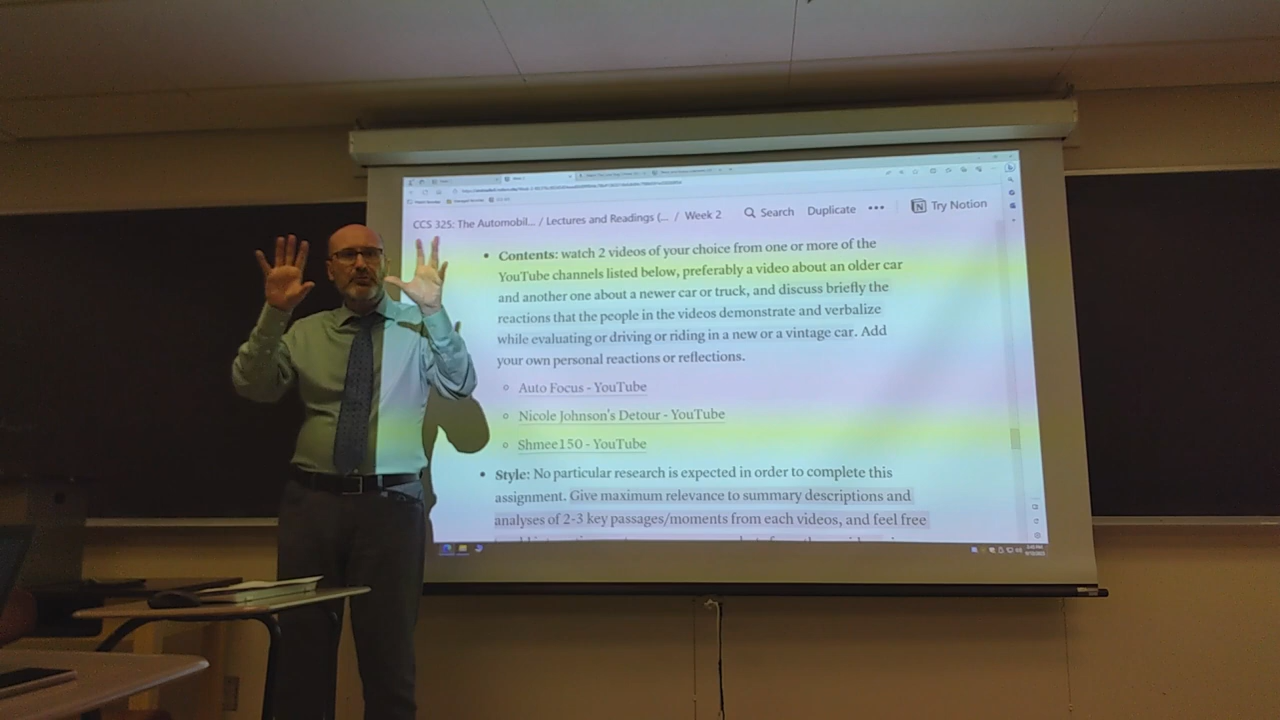 CCS 325: The Automobil... / Lectures and Readings (... / Week 2 Search Duplicate ••• Try Notion
• Contents: watch 2 videos of your choice from one or more of the
YouTube channels listed below, preferably a video about an older car
and another one about a newer car or truck, and discuss briefly the
reactions that the people in the videos demonstrate and verbalize
while evaluating or driving or riding in a new or a vintage car. Add
your own personal reactions or reflections.
Auto Focus - YouTube
Nicole Johnson's Detour - YouTube
Shmee150 - YouTube
• Style: No particular research is expected in order to complete this
assignment. Give maximum relevance to summary descriptions and
analyses of 2-3 key passages/moments from each videos, and feel free